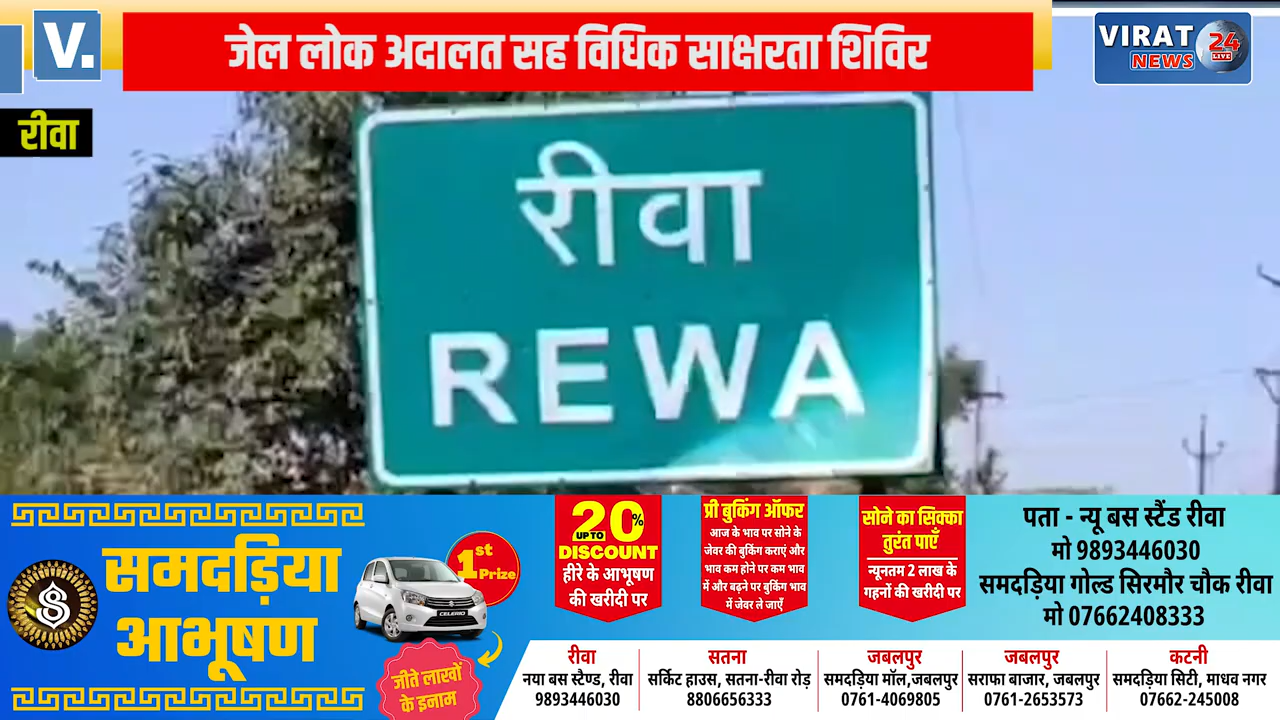 V.
जेल लोक अदालत सह विधिक साक्षरता शिविर
VIRAT
NEWS
24
LIVE
रीवा
रीवा
REWA
समदड़िया
आभूषण
S
1st
Prize
CELERIO
जीते लाखों
के इनाम
20%
UPTO
DISCOUNT
हीरे के आभूषण
की खरीदी पर
प्री बुकिंग ऑफर
आज के भाव पर सोने के
जेवर की बुकिंग कराएं और
भाव कम होने पर कम भाव
में और बढ़ने पर बुकिंग भाव
में जेवर ले जाएँ
सोने का सिक्का
तुरंत पाएँ
न्यूनतम 2 लाख के
गहनों की खरीदी पर
पता - न्यू बस स्टैंड रीवा
मो 9893446030
समदड़िया गोल्ड सिरमौर चौक रीवा
मो 07662408333
रीवा
नया बस स्टैण्ड, रीवा
9893446030
सतना
सर्किट हाउस, सतना-रीवा रोड़
8806656333
जबलपुर
समदड़िया मॉल,जबलपुर
0761-4069805
जबलपुर
सराफा बाजार, जबलपुर
0761-2653573
कटनी
समदड़िया सिटी, माधव नगर
07662-245008